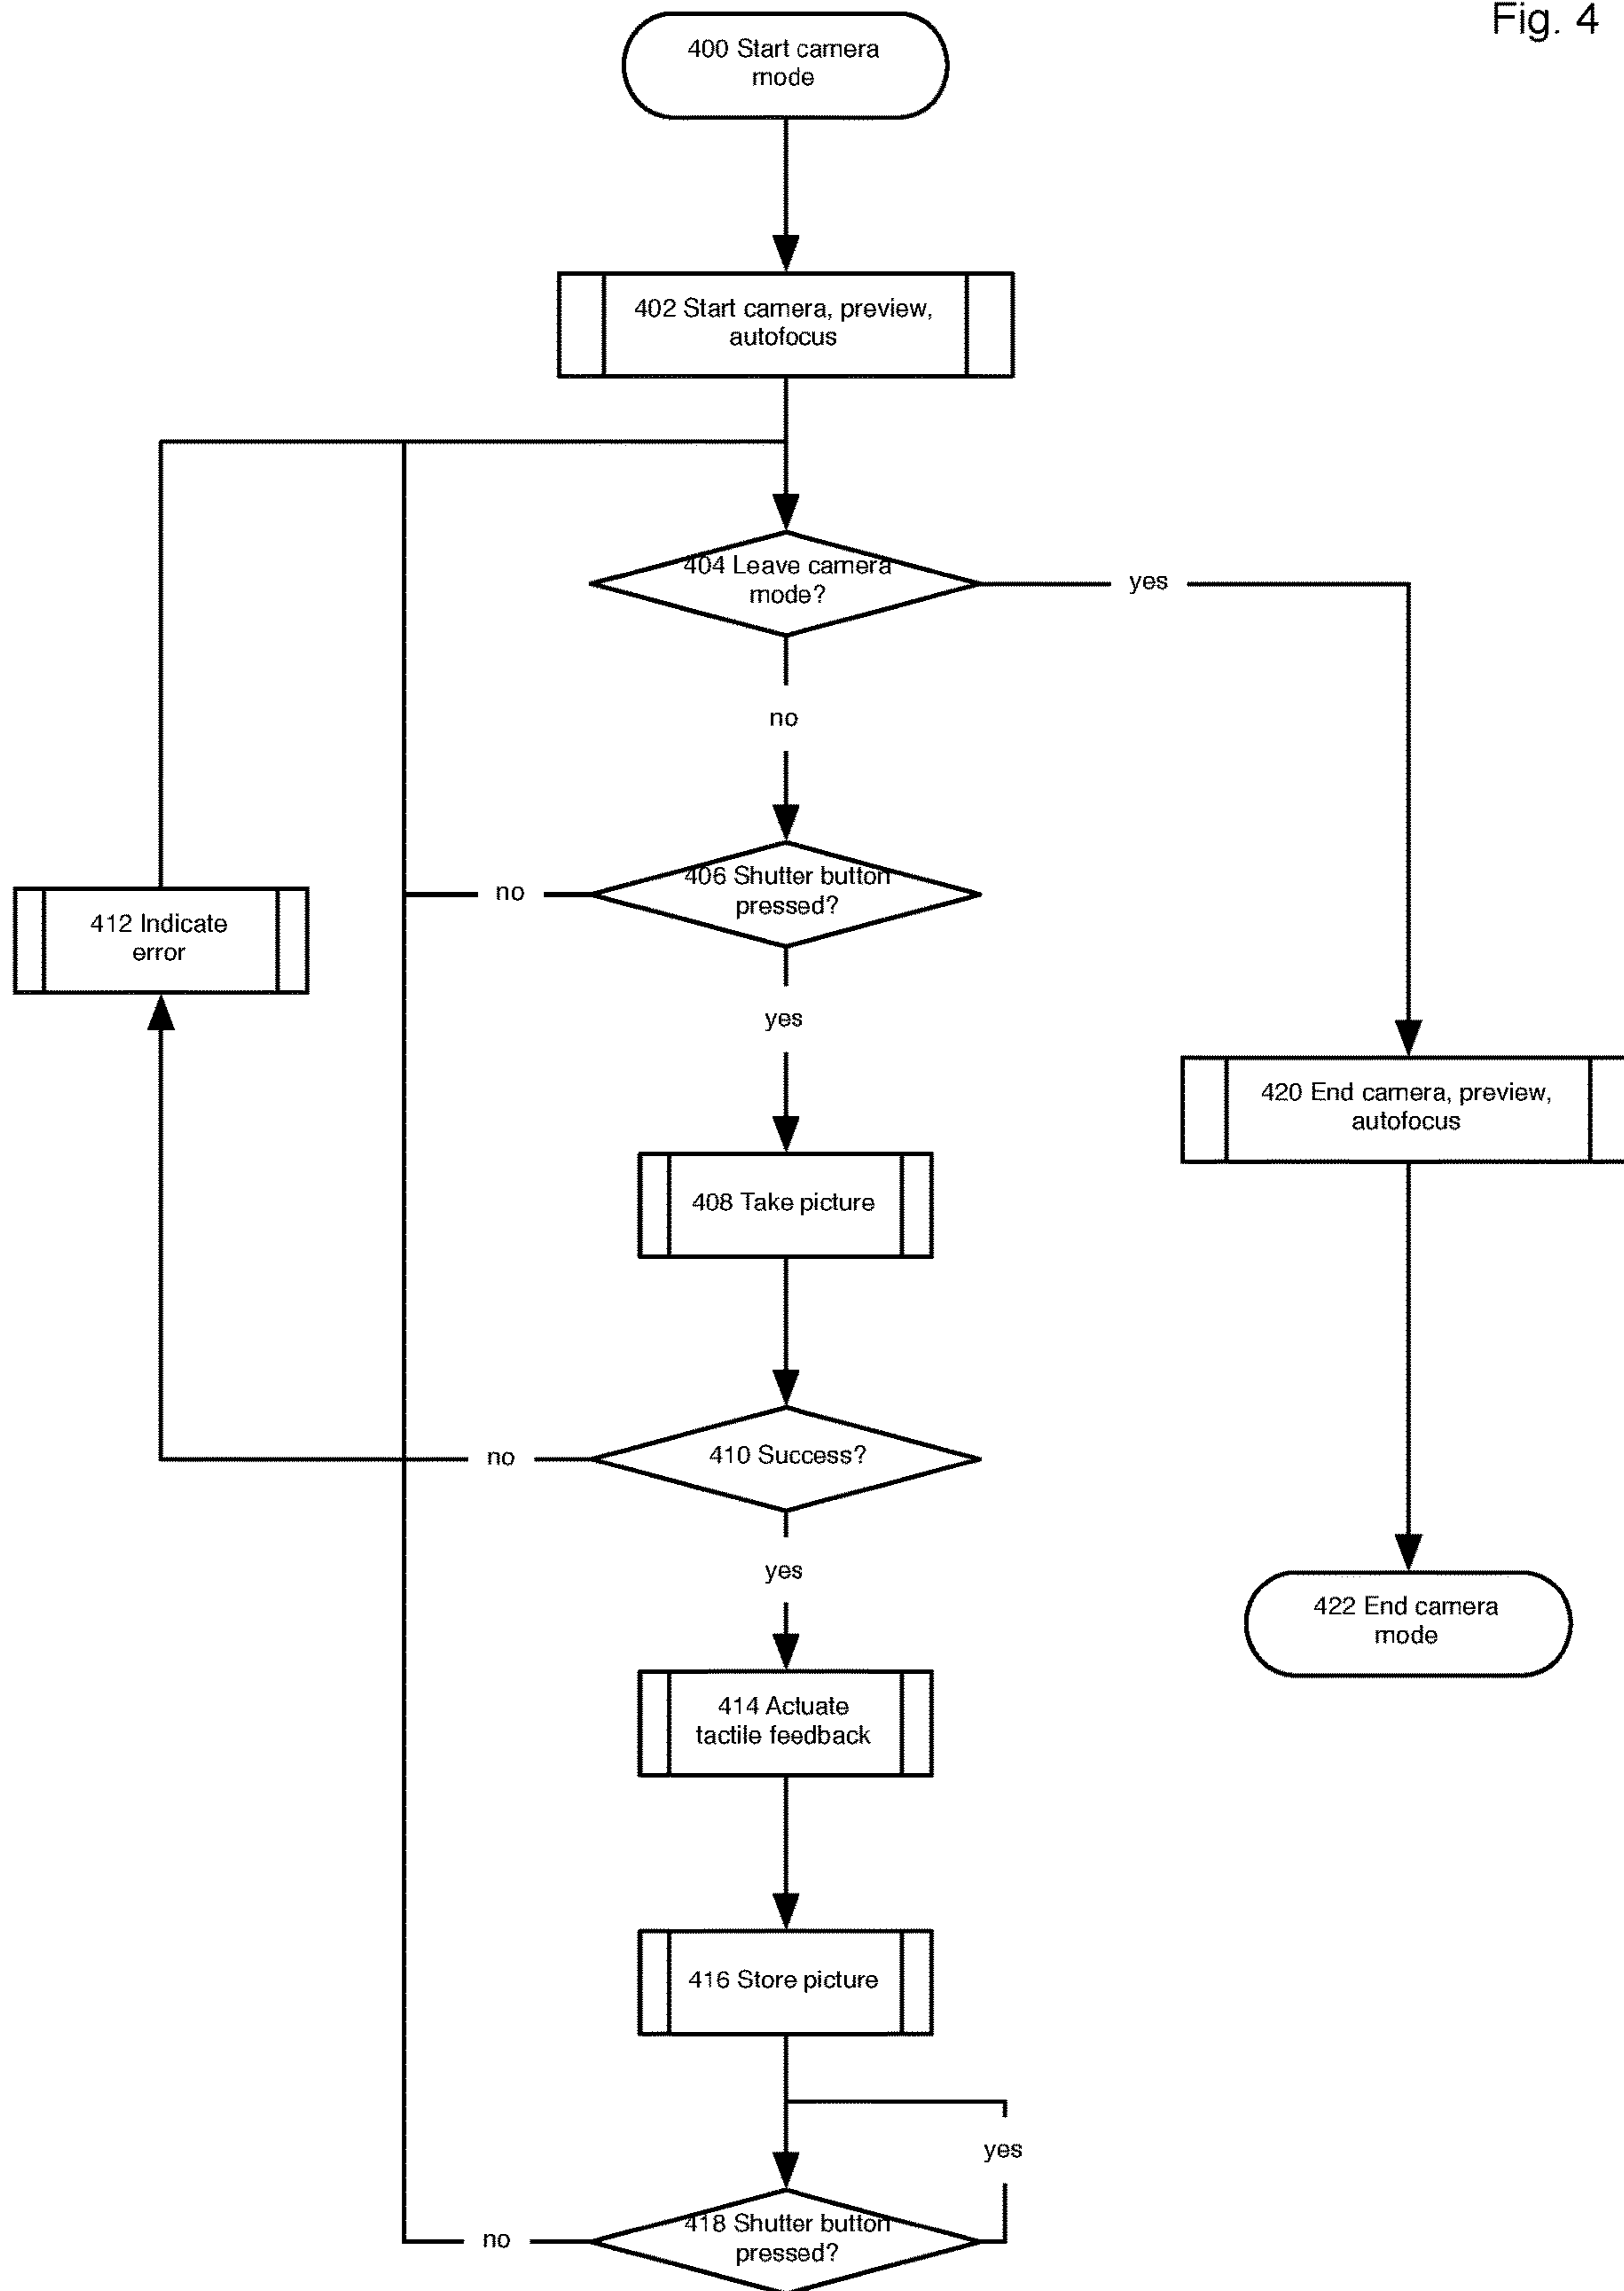 Fig. 4
400 Start camera
mode
402 Start camera, preview,
autofocus
404 Leave camera
mode?
yes
no
406 Shutter button
pressed?
no
412 Indicate
error
yes
420 End camera, preview,
autofocus
408 Take picture
410 Success?
no
yes
422 End camera
mode
414 Actuate
tactile feedback
416 Store picture
yes
418 Shutter button
pressed?
no